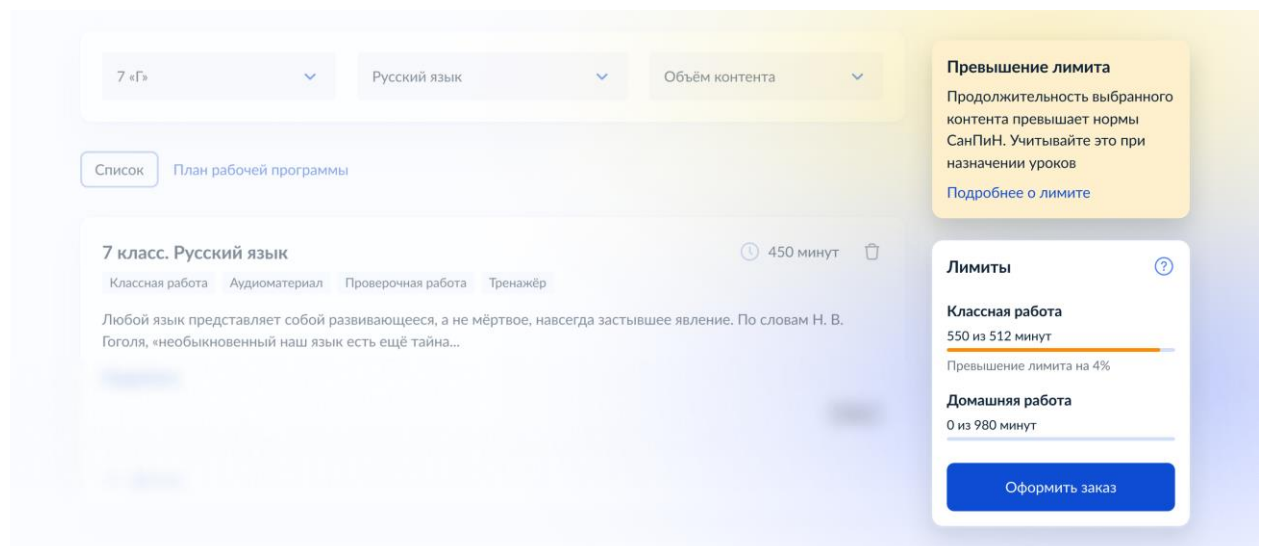 7 «Г»
Русский язык
Объём контента
Список
План рабочей программы
7 класс. Русский язык
450 минут
Классная работа
Аудиоматериал
Проверочная работа
Тренажёр
Любой язык представляет собой развивающееся, а не мёртвое, навсегда застывшее явление. По словам Н. В.
Гоголя, «необыкновенный наш язык есть ещё тайна...
Превышение лимита
Продолжительность выбранного
контента превышает нормы
СанПиН. Учитывайте это при
назначении уроков
Подробнее о лимите
Лимиты
Классная работа
550 из 512 минут
Превышение лимита на 4%
Домашняя работа
0 из 980 минут
Оформить заказ